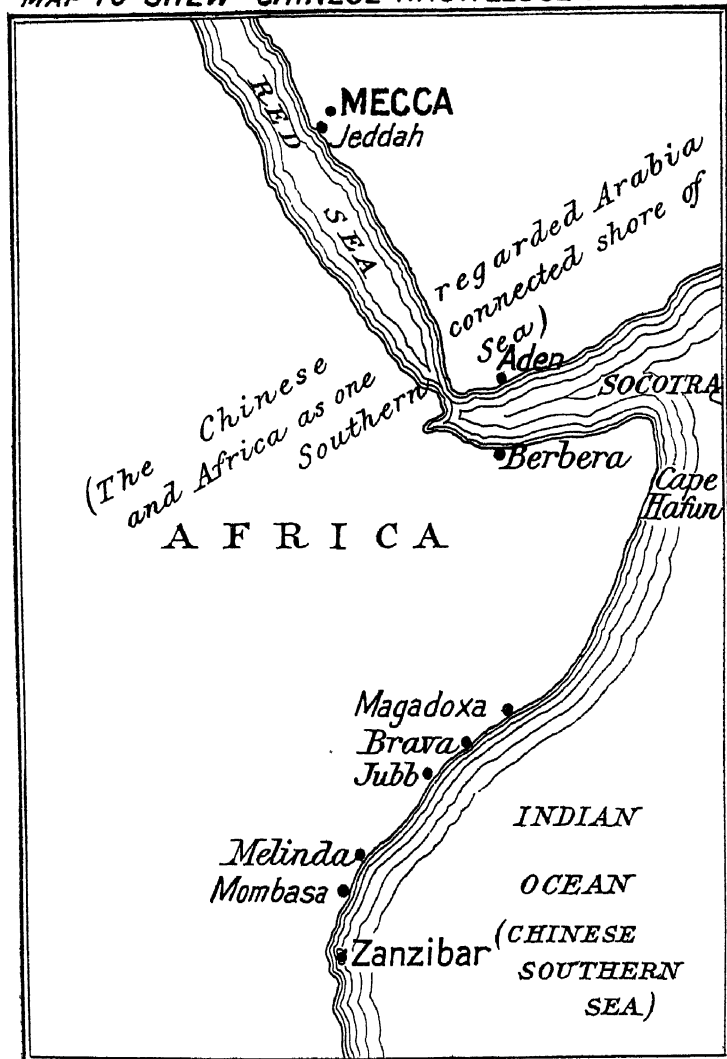 MAP TO SHEW CHINESE KNOWLEDGE
RED
SEA
MECCA
Jeddah
(The Chinese regarded Arabia
and Africa as one connected shore of
Southern Sea)
Aden
SOCOTRA
Berbera
Cape
Hafun
AFRICA
Magadoxa
Brava
Jubb
Melinda
Mombasa
Zanzibar
INDIAN
OCEAN
(CHINESE
SOUTHERN
SEA)